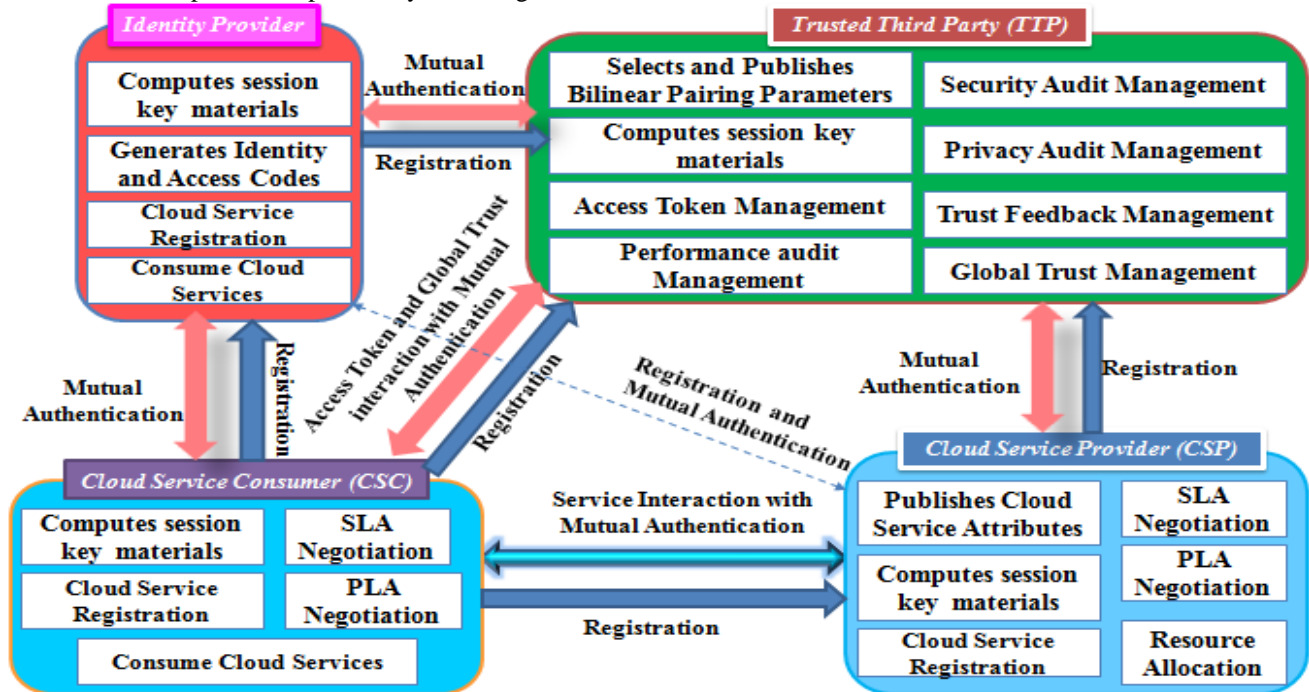 Identity Provider
Computes session
key materials
Generates Identity
and Access Codes
Cloud Service
Registration
Consume Cloud
Services
Mutual
Authentication
Registration
Trusted Third Party (TTP)
Selects and Publishes
Bilinear Pairing Parameters
Computes session key
materials
Access Token Management
Performance audit
Management
Security Audit Management
Privacy Audit Management
Trust Feedback Management
Global Trust Management
Mutual
Authentication
Registration
Access Token and Global Trust
interaction with Mutual
Authentication
Registration
Registration and
Mutual Authentication
Mutual
Authentication
Registration
Cloud Service Consumer (CSC)
Computes session
key materials
SLA
Negotiation
Cloud Service
Registration
PLA
Negotiation
Consume Cloud Services
Service Interaction with
Mutual Authentication
Registration
Cloud Service Provider (CSP)
Publishes Cloud
Service Attributes
SLA
Negotiation
Computes session
key materials
PLA
Negotiation
Cloud Service
Registration
Resource
Allocation